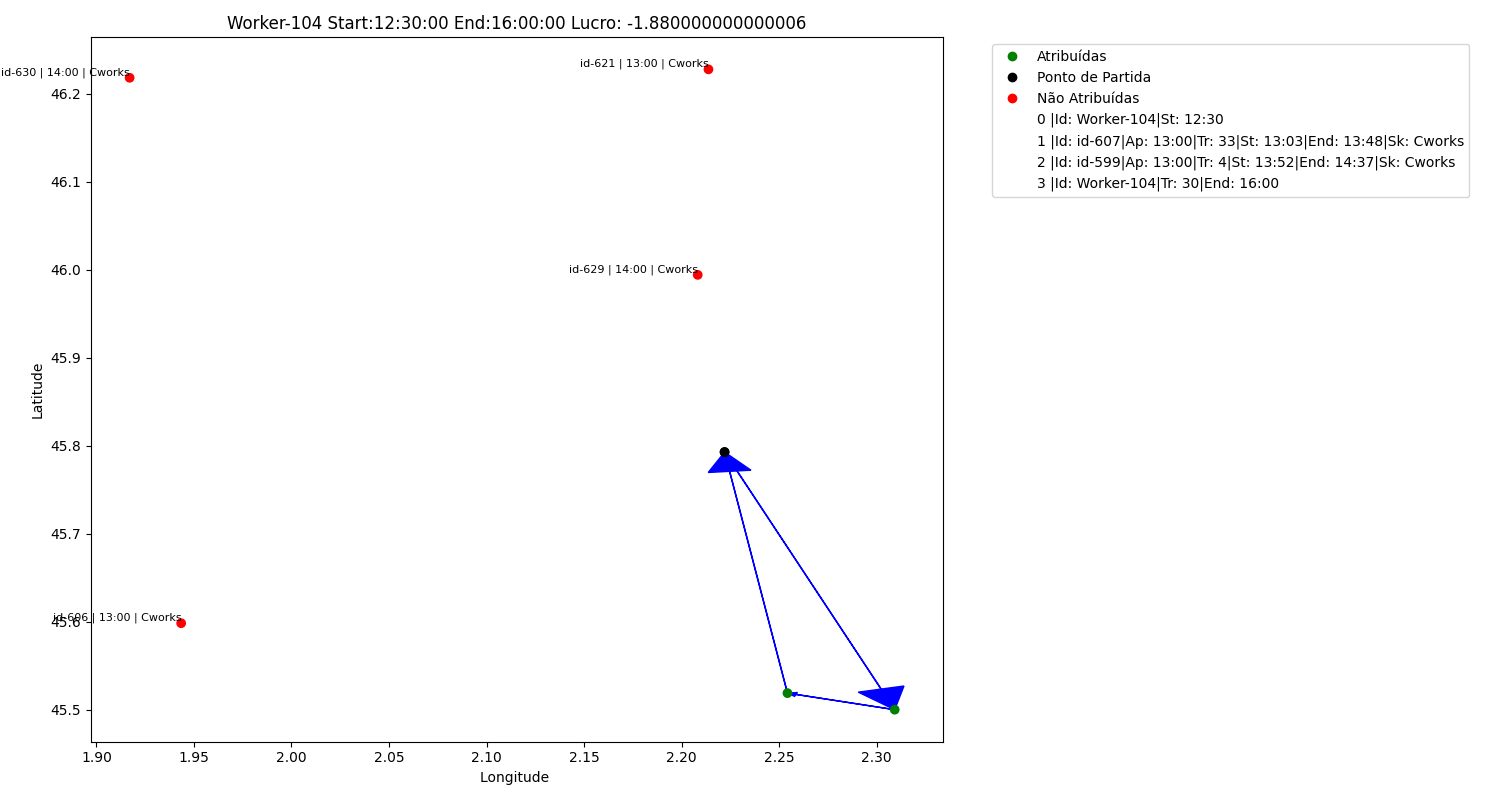 Worker-104 Start:12:30:00 End:16:00:00 Lucro: -1.880000000000006
id-630 | 14:00 | Cworks
id-621 | 13:00 | Cworks
id-629 | 14:00 | Cworks
id-606 | 13:00 | Cworks
46.2
46.1
46.0
45.9
45.8
45.7
45.6
45.5
Latitude
1.90 1.95 2.00 2.05 2.10 2.15 2.20 2.25 2.30
Longitude
Atribuídas
Ponto de Partida
Não Atribuídas
0 |Id: Worker-104|St: 12:30
1 |Id: id-607|Ap: 13:00|Tr: 33|St: 13:03|End: 13:48|Sk: Cworks
2 |Id: id-599|Ap: 13:00|Tr: 4|St: 13:52|End: 14:37|Sk: Cworks
3 |Id: Worker-104|Tr: 30|End: 16:00